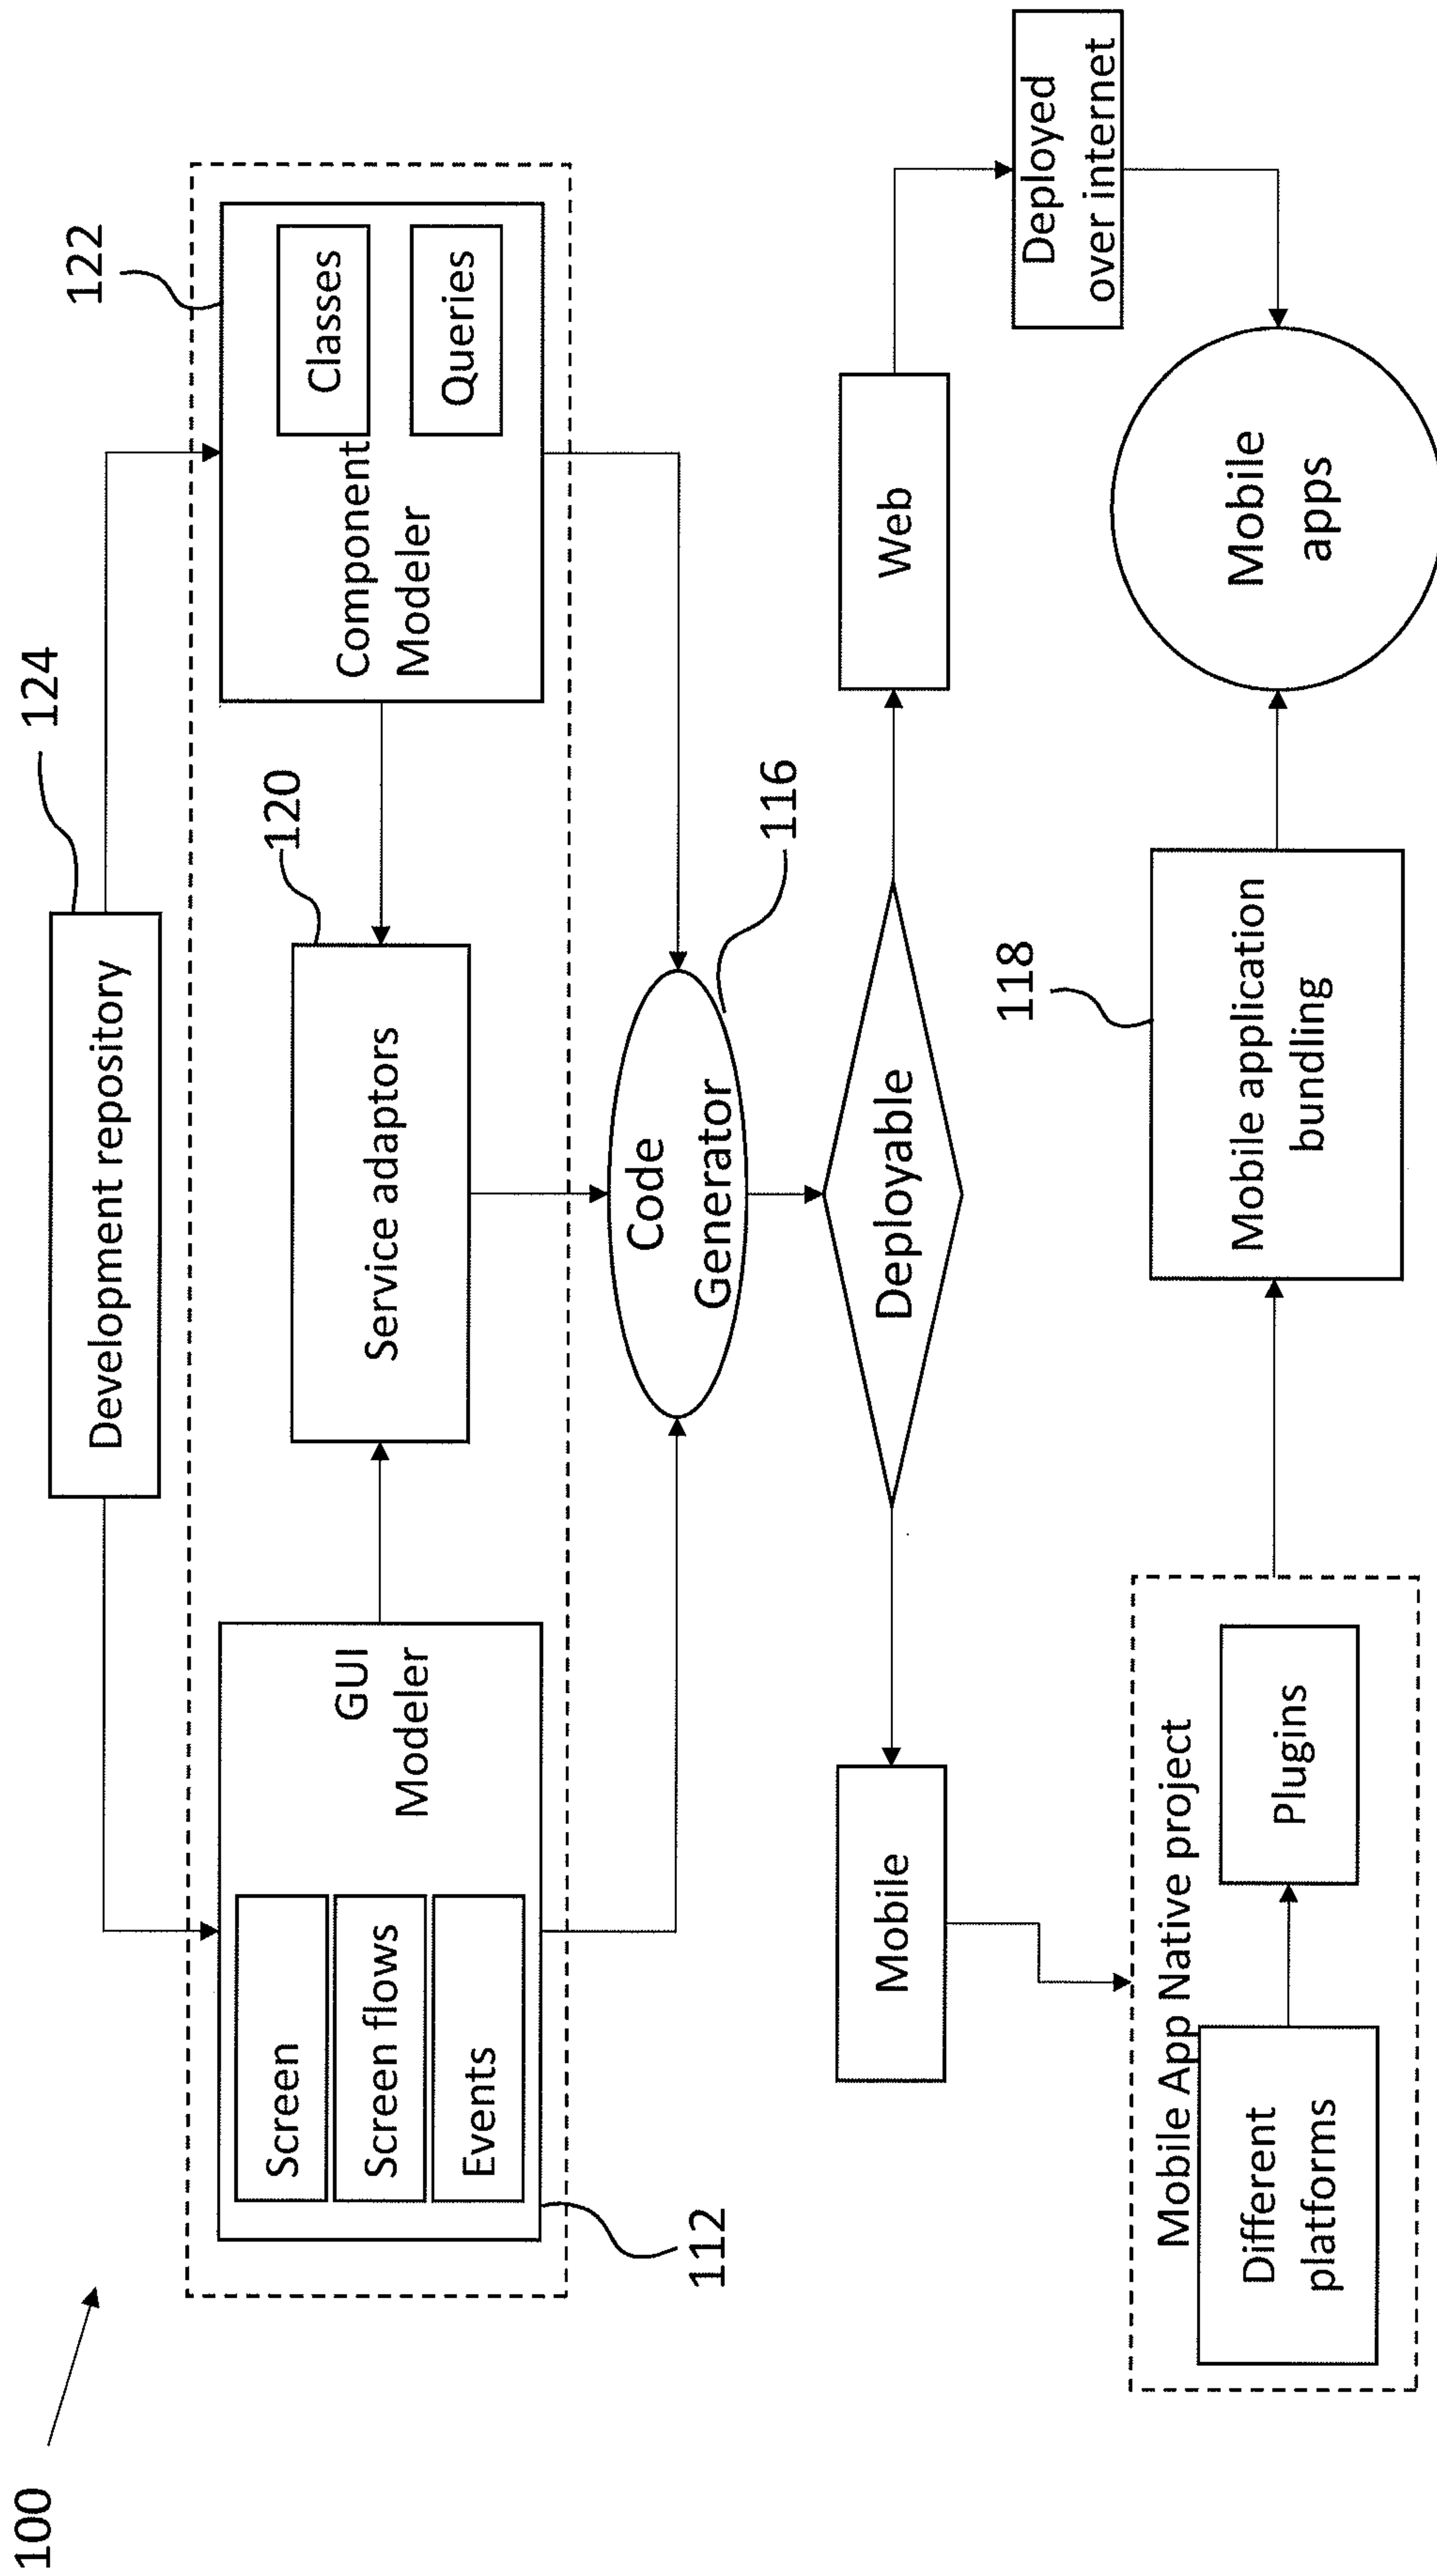 100
Development repository
124
Screen
Screen flows
Events
GUI
Modeler
112
Service adaptors
120
Component
Modeler
Classes
Queries
122
Code
Generator
116
Deployable
Mobile
Web
Deployed
over internet
Mobile App Native project
Different
platforms
Plugins
Mobile application
bundling
118
Mobile
apps